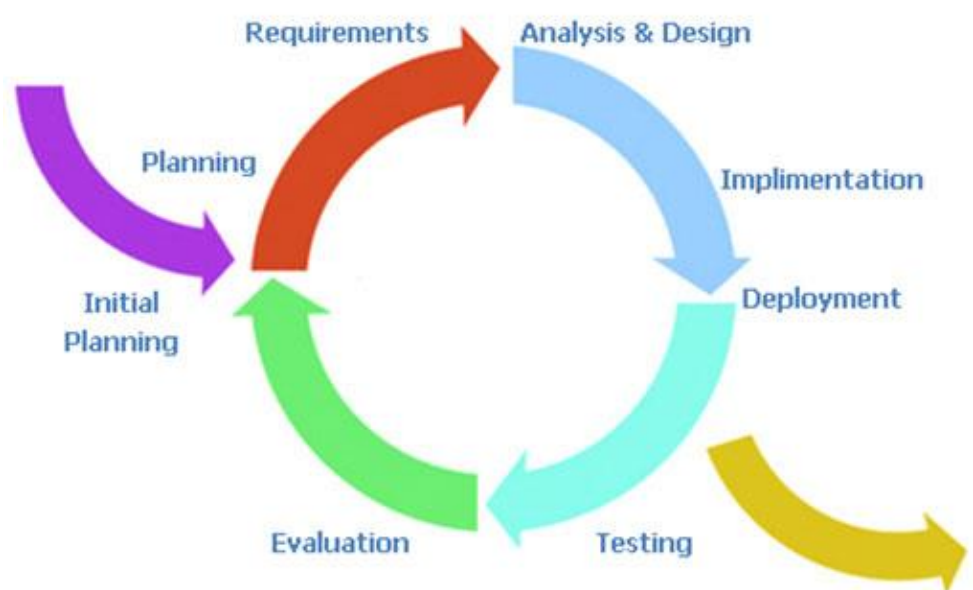 Requirements
Analysis & Design
Planning
Implimentation
Initial
Planning
Deployment
Evaluation
Testing